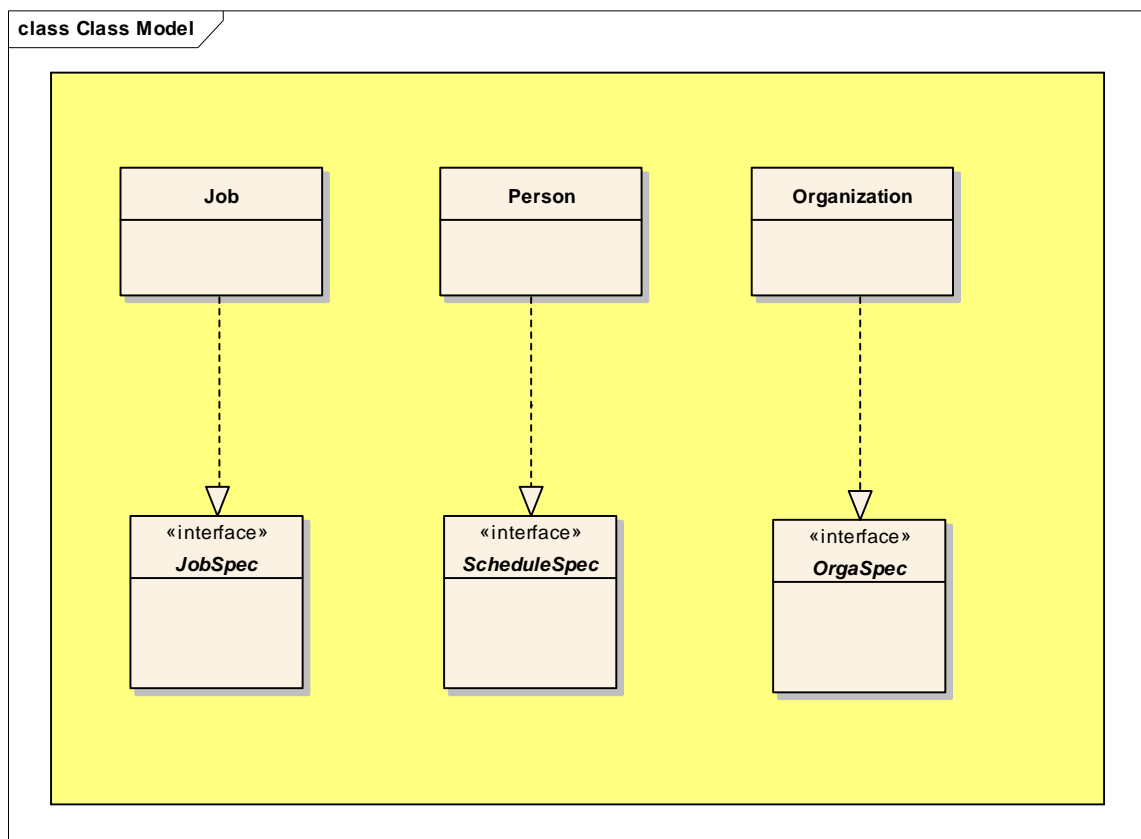 class Class Model
Job
Person
Organization
«interface»
JobSpec
«interface»
ScheduleSpec
«interface»
OrgaSpec